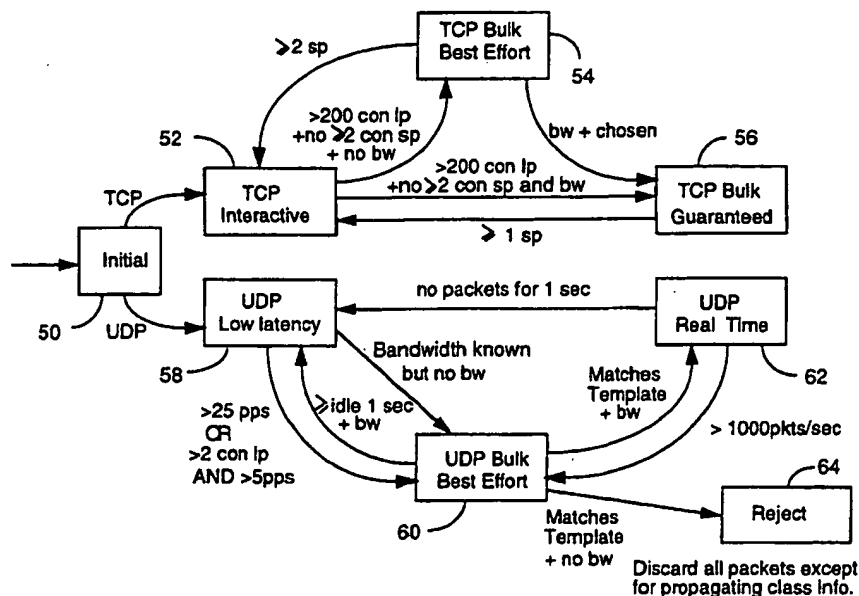 TCP Bulk
Best Effort
54
⩾2 sp
>200 con lp
+no ⩾2 con sp
+ no bw
bw + chosen
52
56
TCP
TCP
Interactive
>200 con lp
+no ⩾2 con sp and bw
TCP Bulk
Guaranteed
⩾ 1 sp
Initial
50
UDP
UDP
Low latency
58
no packets for 1 sec
UDP
Real Time
62
Bandwidth known
but no bw
⩾idle 1 sec
+ bw
Matches
Template
+ bw
> 1000pkts/sec
>25 pps
OR
>2 con lp
AND >5pps
UDP Bulk
Best Effort
60
Matches
Template
+ no bw
64
Reject
Discard all packets except
for propagating class info.